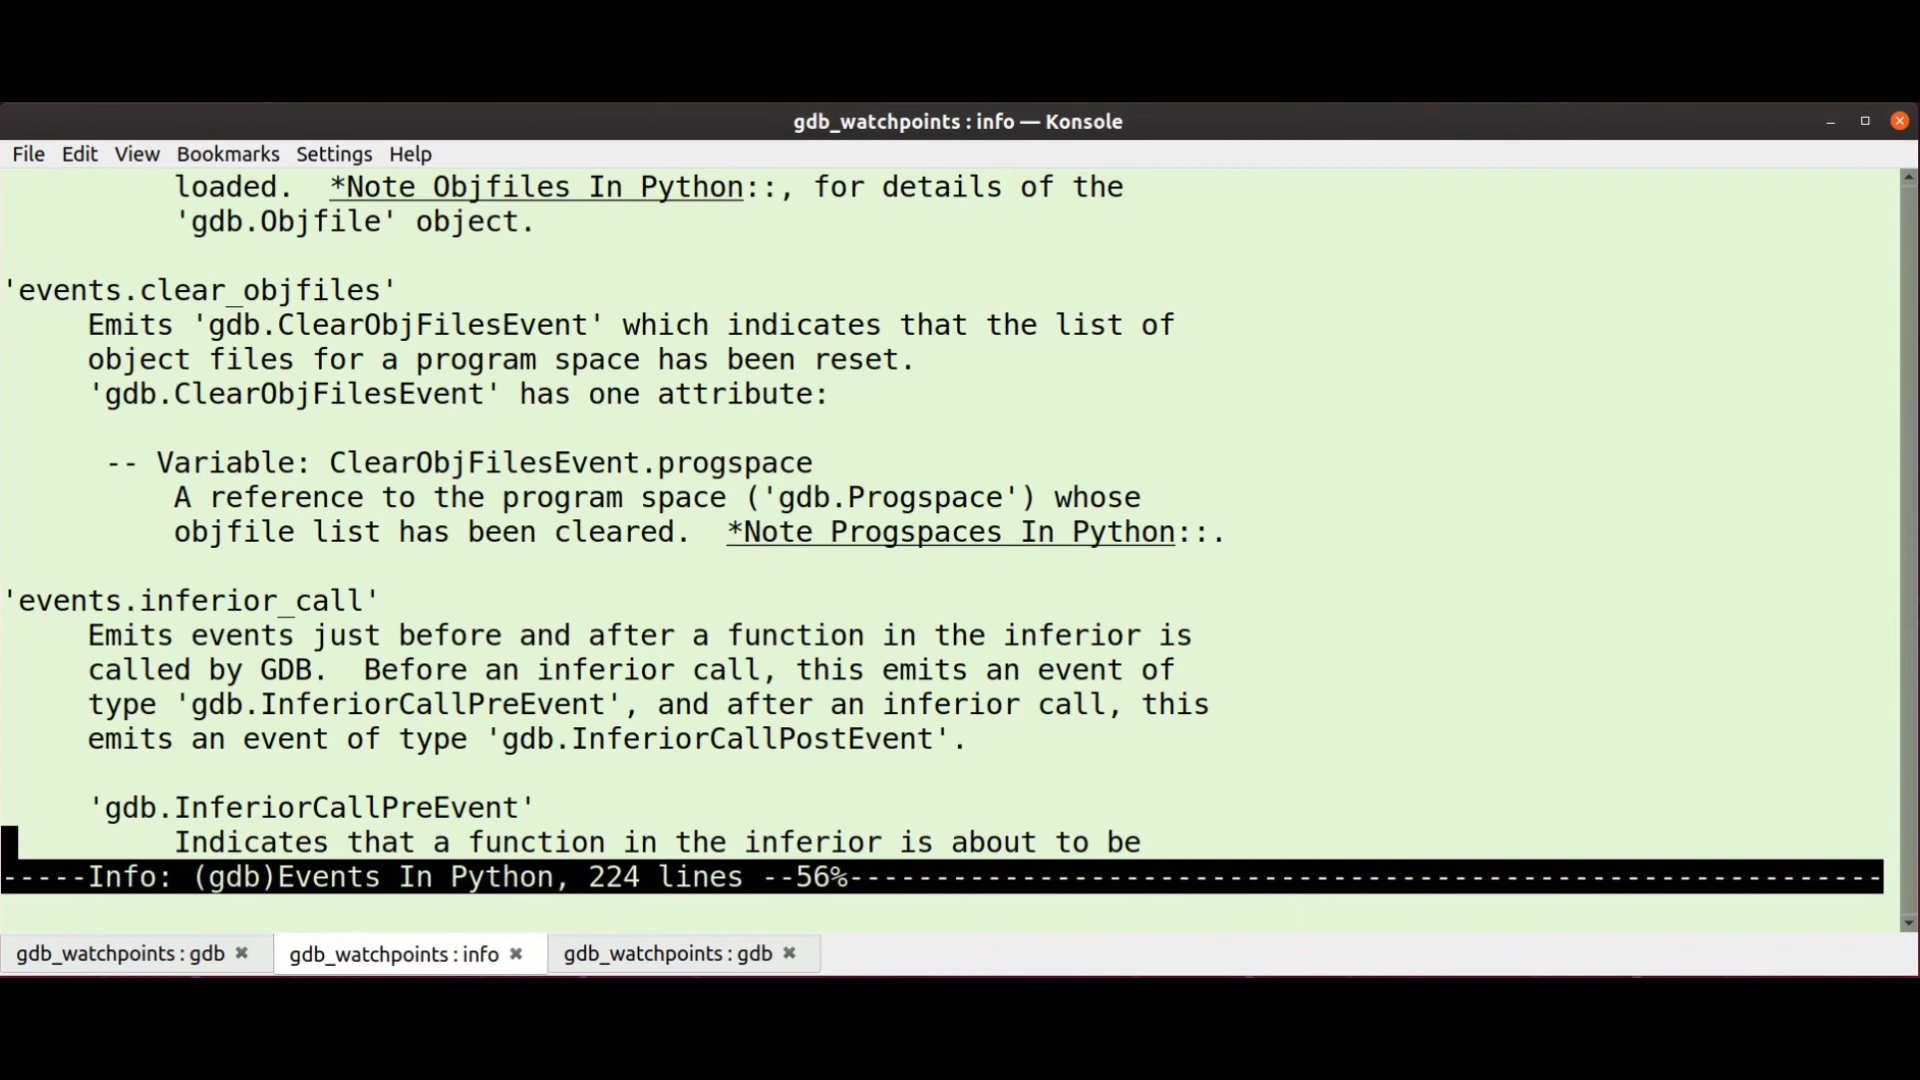 gdb_watchpoints : info — Konsole
File Edit View Bookmarks Settings Help
loaded.  *Note Objfiles In Python::, for details of the
'gdb.Objfile' object.
'events.clear_objfiles'
Emits 'gdb.ClearObjFilesEvent' which indicates that the list of
object files for a program space has been reset.
'gdb.ClearObjFilesEvent' has one attribute:
-- Variable: ClearObjFilesEvent.progspace
A reference to the program space ('gdb.Progspace') whose
objfile list has been cleared.  *Note Progspaces In Python::.
'events.inferior_call'
Emits events just before and after a function in the inferior is
called by GDB.  Before an inferior call, this emits an event of
type 'gdb.InferiorCallPreEvent', and after an inferior call, this
emits an event of type 'gdb.InferiorCallPostEvent'.
'gdb.InferiorCallPreEvent'
Indicates that a function in the inferior is about to be
-----Info: (gdb)Events In Python, 224 lines --56%------------------------------------------------------------
gdb_watchpoints : gdb ✖ gdb_watchpoints : info ✖ gdb_watchpoints : gdb ✖